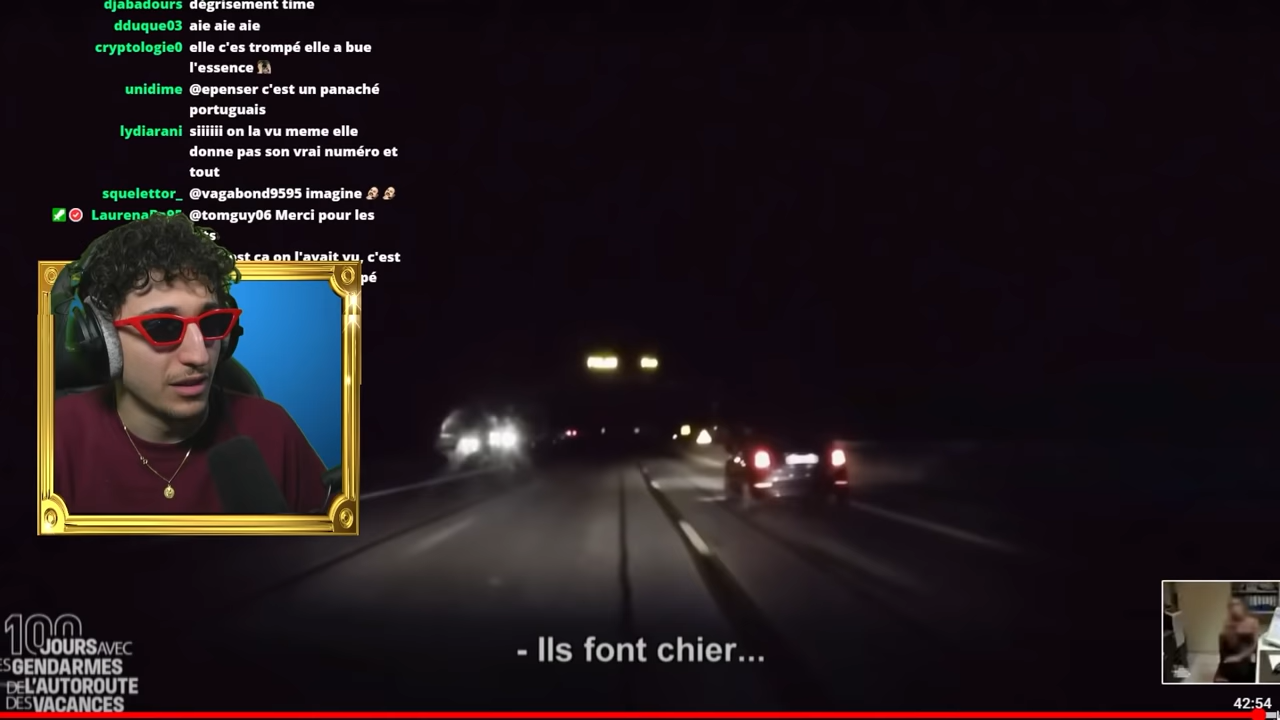 djabadours dégrisement time
dduque03 aie aie aie
cryptologie0 elle c'es trompé elle a bue
l'essence
unidime @epenser c'est un panaché
portuguais
lydiarani siiiiii on la vu meme elle
donne pas son vrai numéro et
tout
squelettor_ @vagabond9595 imagine
@tomguy06 Merci pour les
ça on l'avait vu, c'est
- Ils font chier...
100
JOURS AVEC
GENDARMES
DE L'AUTOROUTE
DES VACANCES
42:54